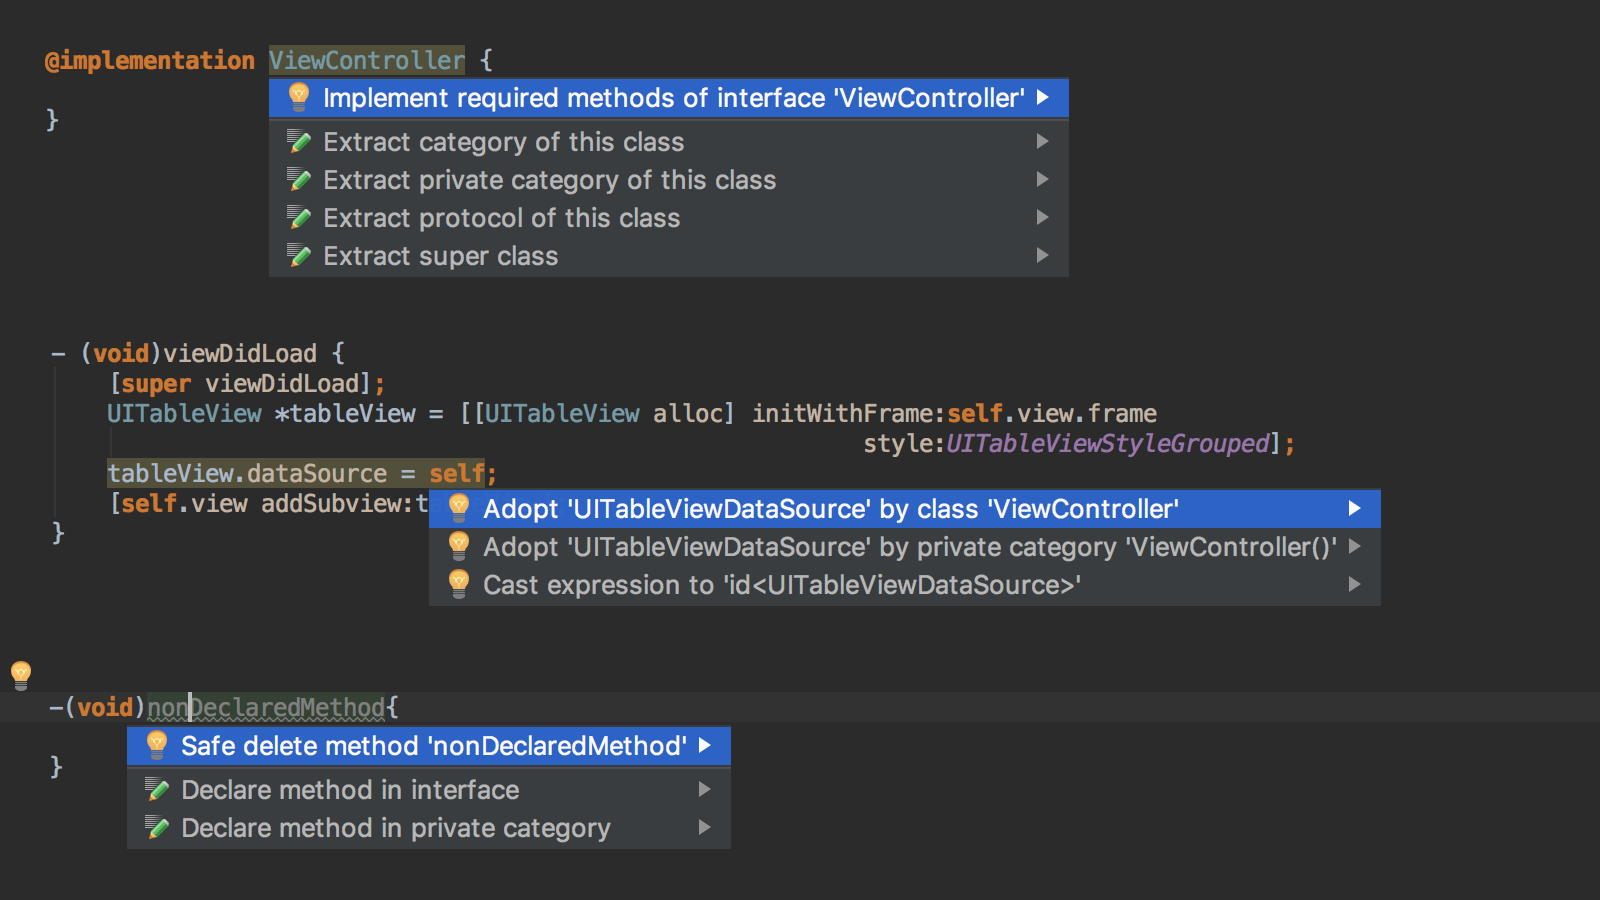 @implementation ViewController {
Implement required methods of interface 'ViewController'
}
Extract category of this class
Extract private category of this class
Extract protocol of this class
Extract super class
- (void)viewDidLoad {
[super viewDidLoad];
UITableView *tableView = [[UITableView alloc] initWithFrame:self.view.frame
style:UITableViewStyleGrouped];
tableView.dataSource = self;
[self.view addSubview:t
Adopt 'UITableViewDataSource' by class 'ViewController'
}
Adopt 'UITableViewDataSource' by private category 'ViewController()'
Cast expression to 'id<UITableViewDataSource>'
-(void)nonDeclaredMethod{
Safe delete method 'nonDeclaredMethod'
}
Declare method in interface
Declare method in private category